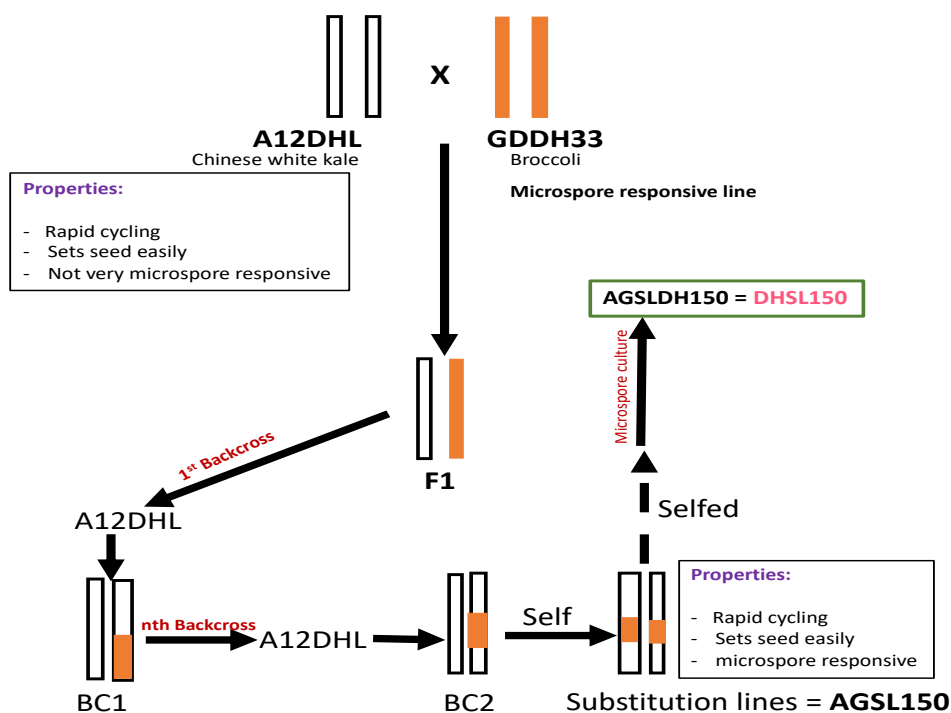 X
A12DHL
Chinese white kale
GDDH33
Broccoli
Microspore responsive line
Properties:
- Rapid cycling
- Sets seed easily
- Not very microspore responsive
AGSLDH150 = DHSL150
Microspore culture
F1
1st Backcross
A12DHL
Selfed
BC1
nth Backcross
A12DHL
BC2
Self
Properties:
- Rapid cycling
- Sets seed easily
- microspore responsive
Substitution lines = AGSL150